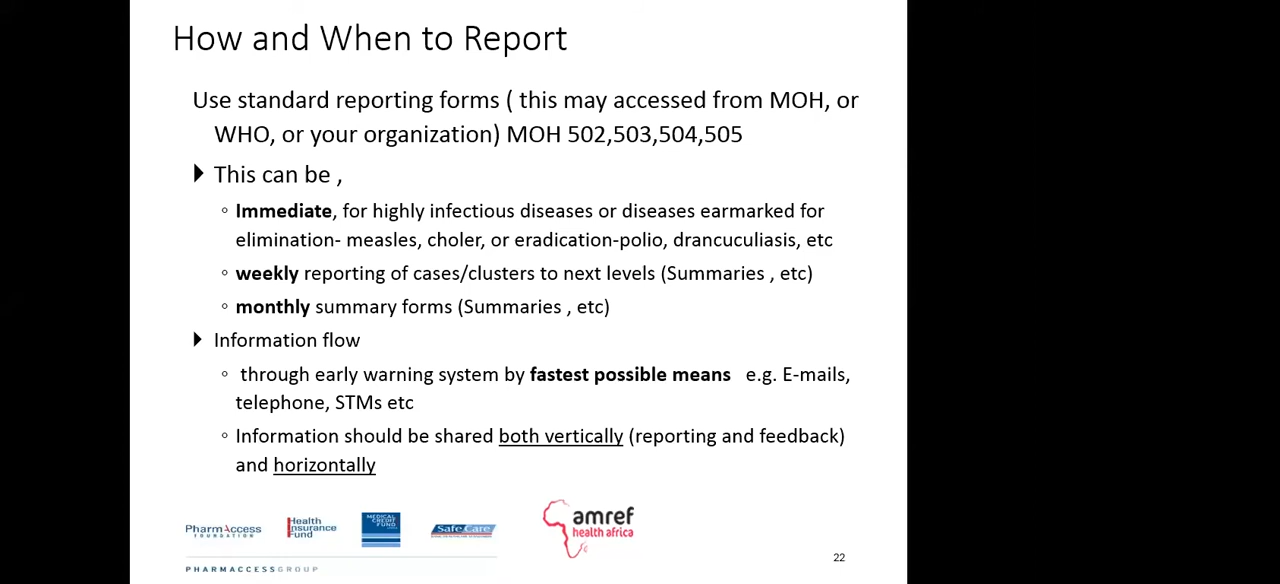 How and When to Report
Use standard reporting forms ( this may accessed from MOH, or
WHO, or your organization) MOH 502,503,504,505
This can be ,
Immediate, for highly infectious diseases or diseases earmarked for
elimination- measles, choler, or eradication-polio, drancuculiasis, etc
weekly reporting of cases/clusters to next levels (Summaries , etc)
monthly summary forms (Summaries , etc)
Information flow
through early warning system by fastest possible means e.g. E-mails,
telephone, STMs etc
Information should be shared both vertically (reporting and feedback)
and horizontally
PharmAccess
FOUNDATION
Health
Insurance
Fund
MEDICAL
CREDIT
FUND
SafeCare
amref
health africa
PHARMACCESSGROUP
22